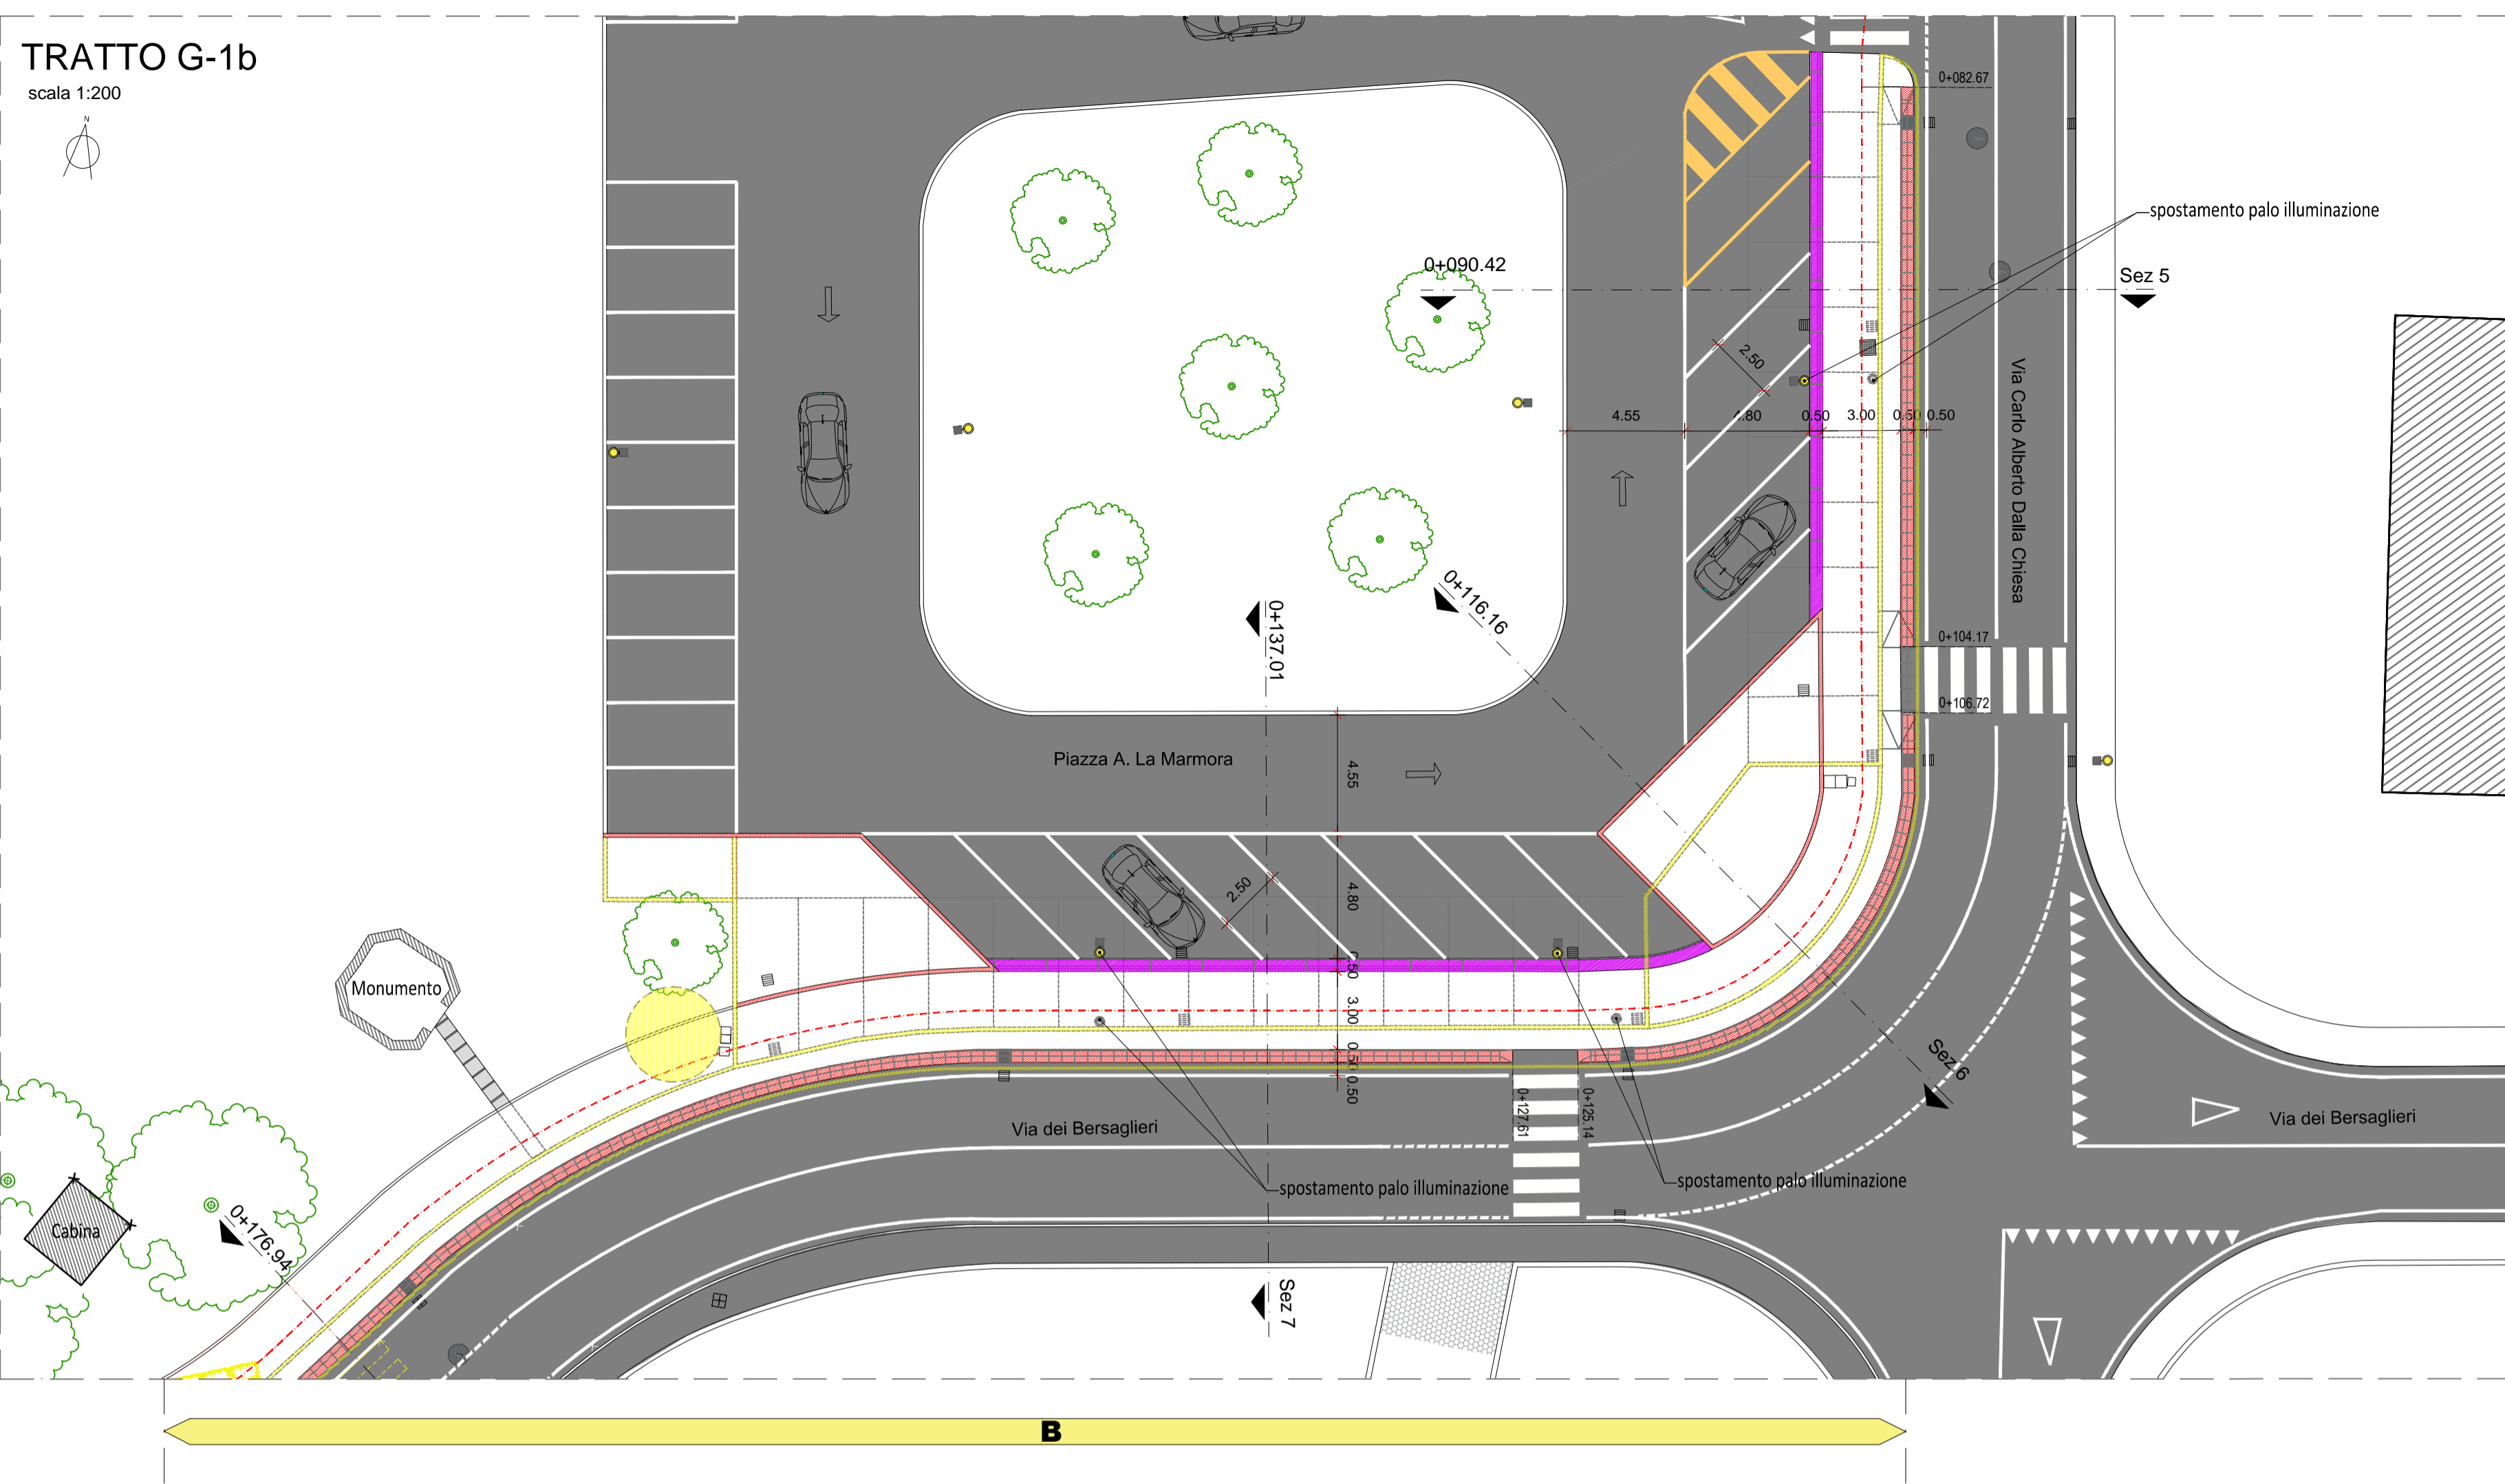 TRATTO G-1b
scala 1:200
N
0+082.67
spostamento palo illuminazione
0+090.42
Sez 5
2.50
4.55
4.80
0.50
3.00
0.50
0.50
Via Carlo Alberto Dalla Chiesa
0+116.16
0+137.01
0+104.17
0+106.72
Piazza A. La Marmora
4.55
4.80
2.50
0.50
3.00
0.50
0.50
Monumento
Sez 6
Via dei Bersaglieri
0+127.61
0+125.14
Via dei Bersaglieri
spostamento palo illuminazione
spostamento palo illuminazione
Cabina
0+176.94
Sez 7
B